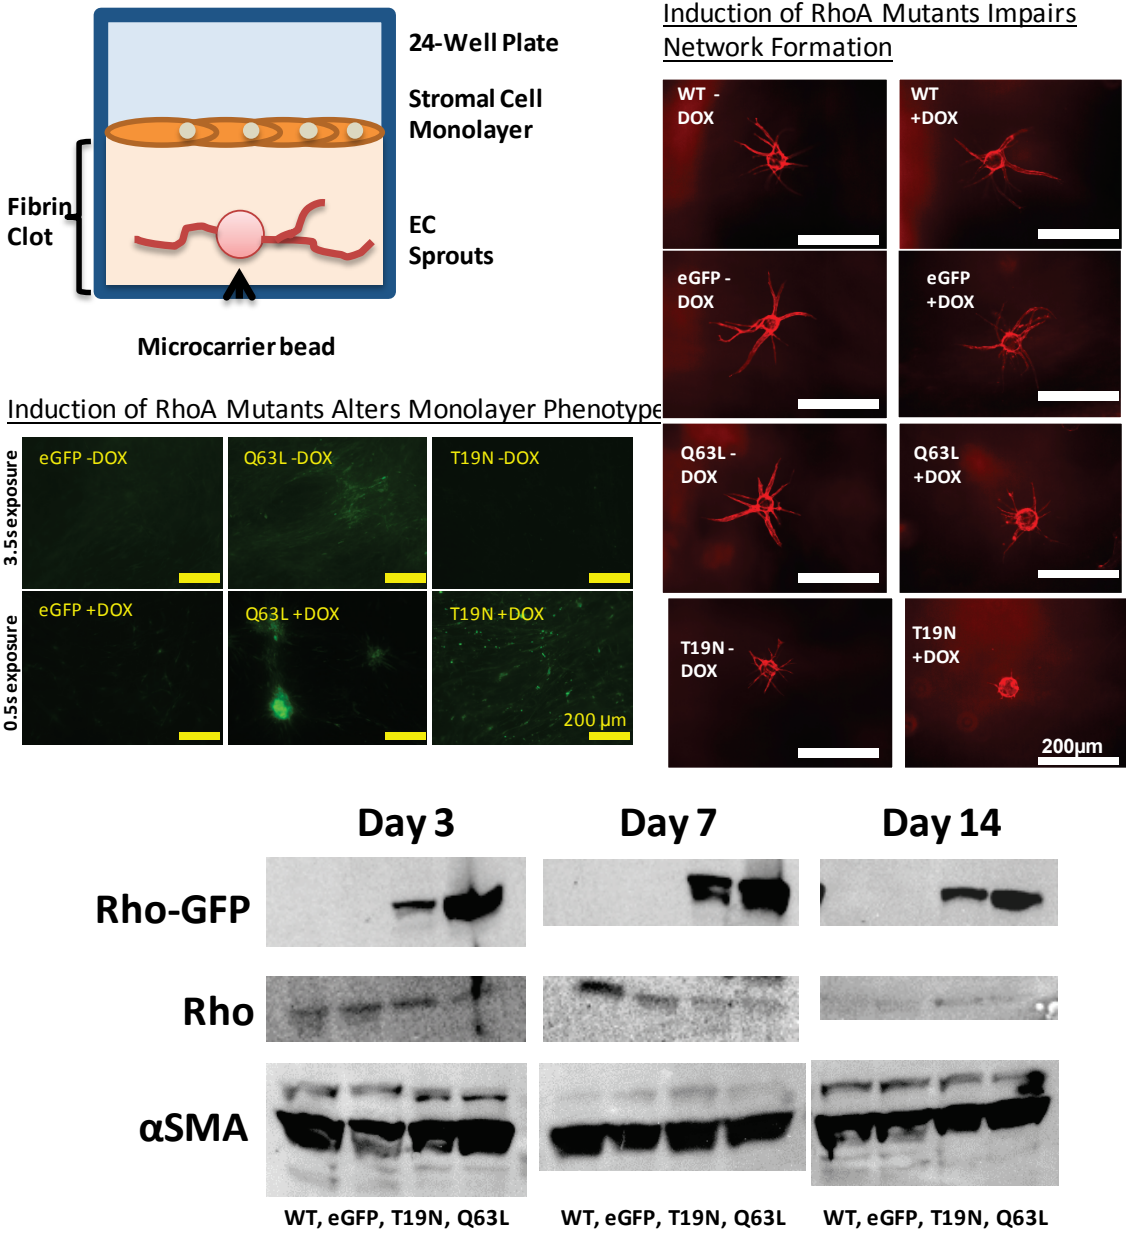 24-Well Plate
Stromal Cell
Monolayer
Fibrin
Clot
EC
Sprouts
Microcarrier bead
Induction of RhoA Mutants Alters Monolayer Phenotype
3.5s exposure
eGFP -DOX
Q63L -DOX
T19N -DOX
0.5s exposure
eGFP +DOX
Q63L +DOX
T19N +DOX
200 µm
Induction of RhoA Mutants Impairs
Network Formation
WT -
DOX
WT
+DOX
eGFP -
DOX
eGFP
+DOX
Q63L -
DOX
Q63L
+DOX
T19N -
DOX
T19N
+DOX
200µm
Day 3
Day 7
Day 14
Rho-GFP
Rho
αSMA
WT, eGFP, T19N, Q63L
WT, eGFP, T19N, Q63L
WT, eGFP, T19N, Q63L